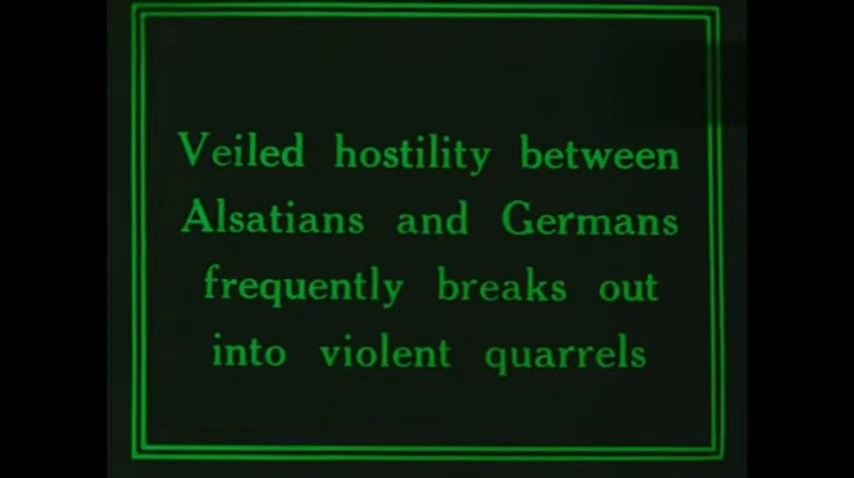 Veiled hostility between
Alsatians and Germans
frequently breaks out
into violent quarrels